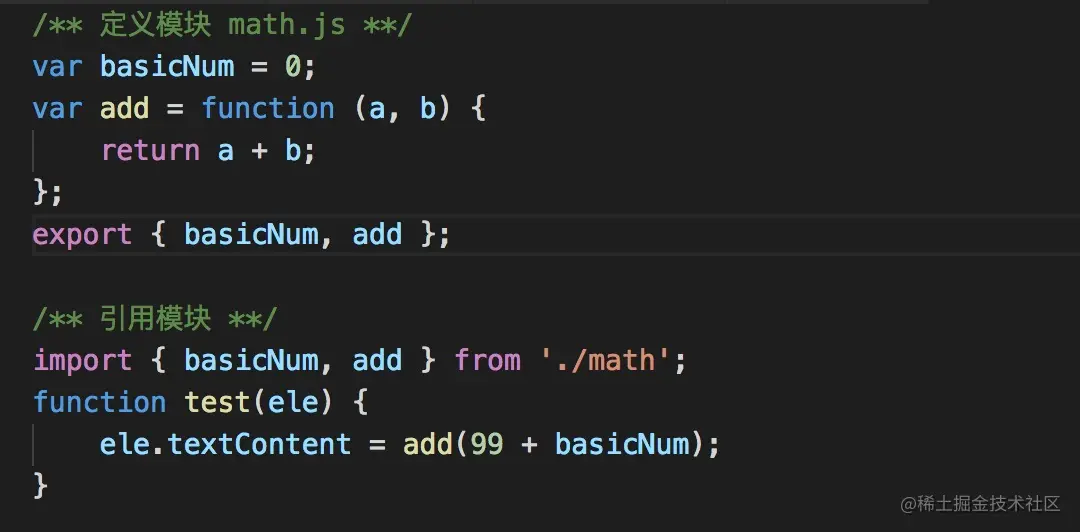 /** 定义模块 math.js **/
var basicNum = 0;
var add = function (a, b) {
    return a + b;
};
export { basicNum, add };

/** 引用模块 **/
import { basicNum, add } from './math';
function test(ele) {
    ele.textContent = add(99 + basicNum);
}
@稀土掘金技术社区